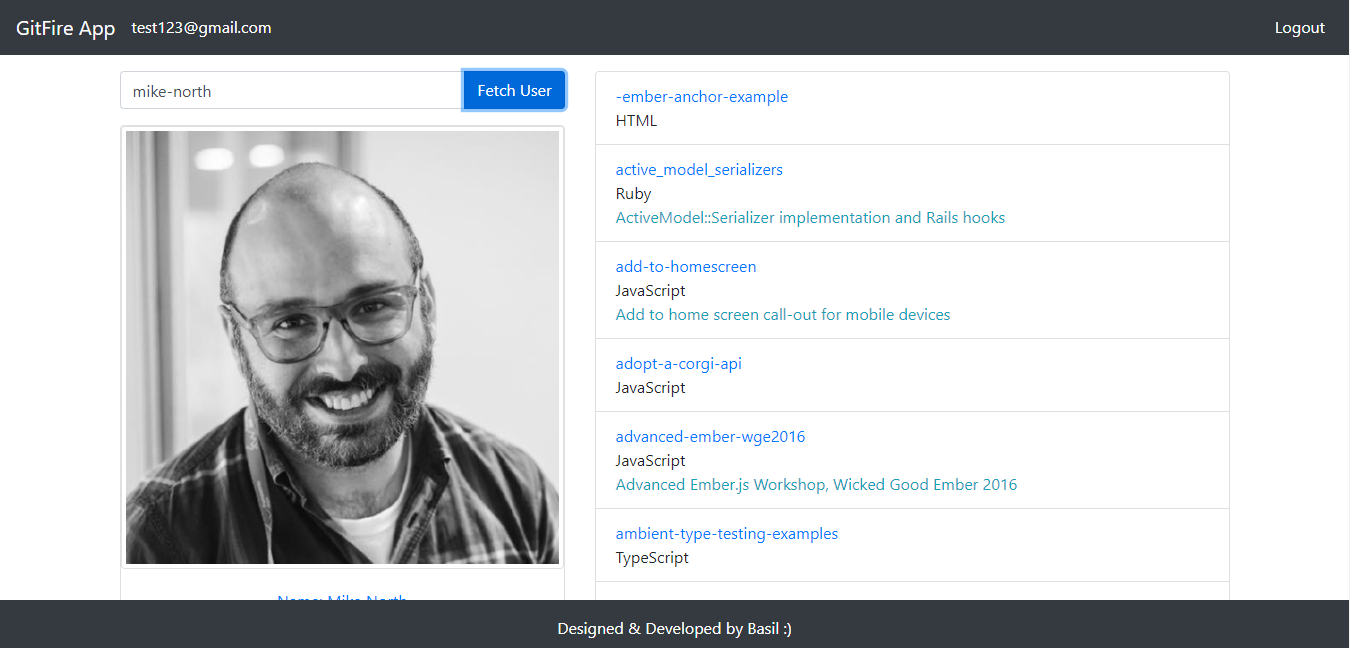 GitFire App test123@gmail.com Logout
mike-north Fetch User
Name: Mike North
-ember-anchor-example
HTML
active_model_serializers
Ruby
ActiveModel::Serializer implementation and Rails hooks
add-to-homescreen
JavaScript
Add to home screen call-out for mobile devices
adopt-a-corgi-api
JavaScript
advanced-ember-wge2016
JavaScript
Advanced Ember.js Workshop, Wicked Good Ember 2016
ambient-type-testing-examples
TypeScript
Designed & Developed by Basil :)